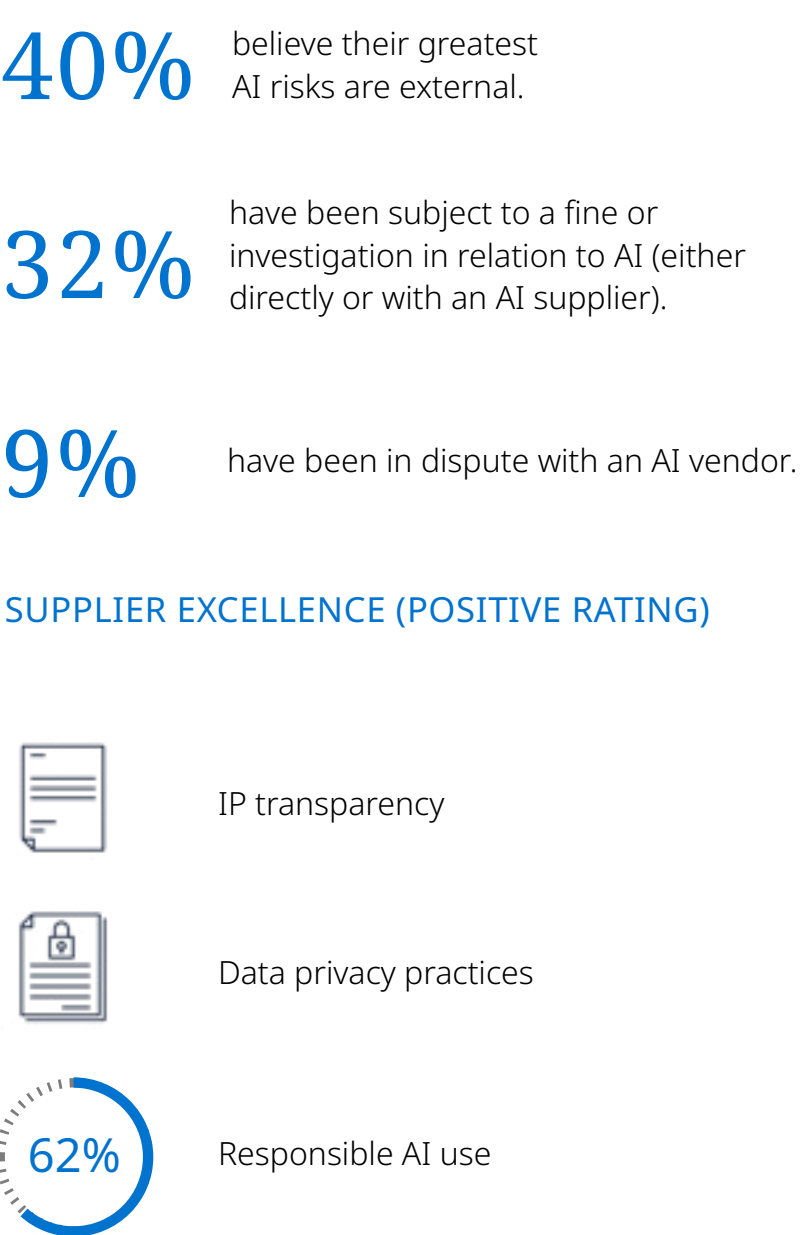 40%
believe their greatest
AI risks are external.
32%
have been subject to a fine or
investigation in relation to AI (either
directly or with an AI supplier).
9%
have been in dispute with an AI vendor.
SUPPLIER EXCELLENCE (POSITIVE RATING)
IP transparency
Data privacy practices
62%
Responsible AI use